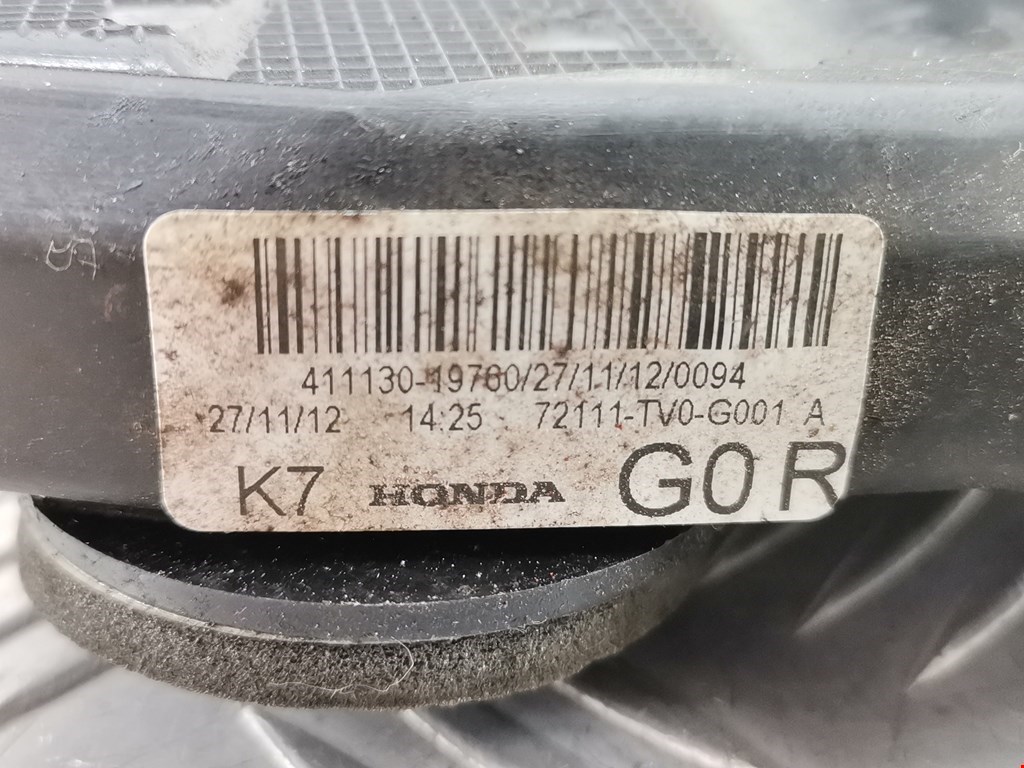 411130-19760/27/11/12/0094
27/11/12 14:25 72111-TV0-G001 A
K7 HONDA G0 R